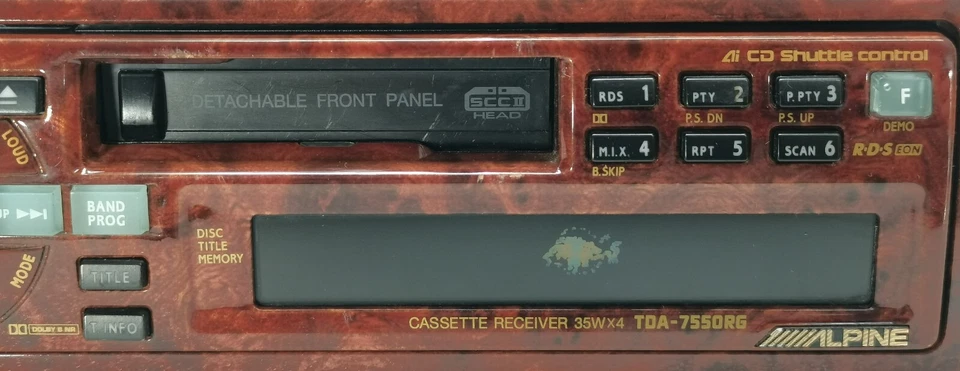 Ai CD Shuttle control
DETACHABLE FRONT PANEL
SCC II
HEAD
RDS 1
PTY 2
P.PTY 3
F
P.S. DN
P.S. UP
DEMO
LOUD
M.I.X. 4
RPT 5
SCAN 6
R·D·S EON
B.SKIP
UP
BAND
PROG
DISC
TITLE
MEMORY
MODE
TITLE
T.INFO
DOLBY B NR
CASSETTE RECEIVER 35W×4 TDA-7550RG
ALPINE